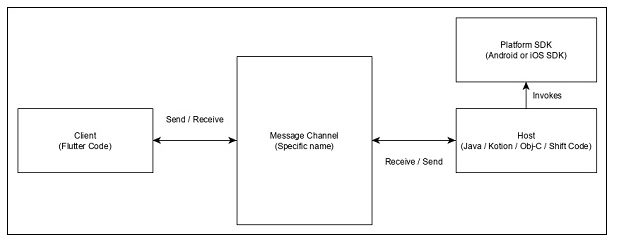 Platform SDK
(Android or iOS SDK)
Invokes
Client
(Flutter Code)
Send / Receive
Message Channel
(Specific name)
Receive / Send
Host
(Java / Kotion / Obj-C / Shift Code)